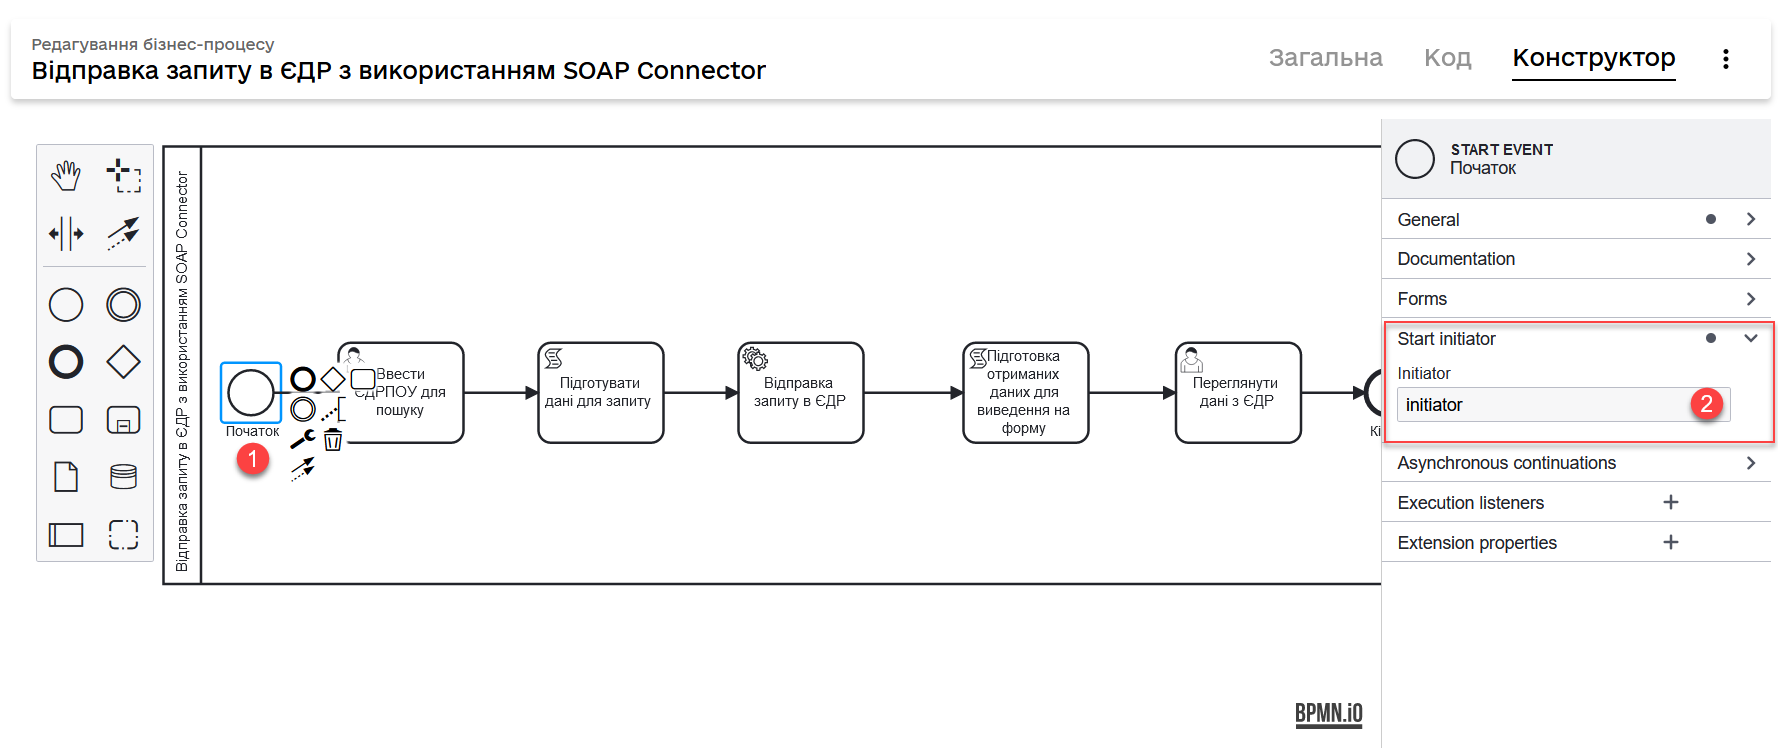 Редагування бізнес-процесу
Відправка запиту в ЄДР з використанням SOAP Connector
Загальна
Код
Конструктор
Відправка запиту в ЄДР з використанням SOAP Connector
Початок
1
Ввести
ЄДРПОУ для
пошуку
Підготувати
дані для запиту
Відправка
запиту в ЄДР
Підготовка
отриманих
даних для
виведення на
форму
Переглянути
дані з ЄДР
Кі
BPMN.iO
START EVENT
Початок
General
Documentation
Forms
Start initiator
Initiator
initiator
2
Asynchronous continuations
Execution listeners
Extension properties